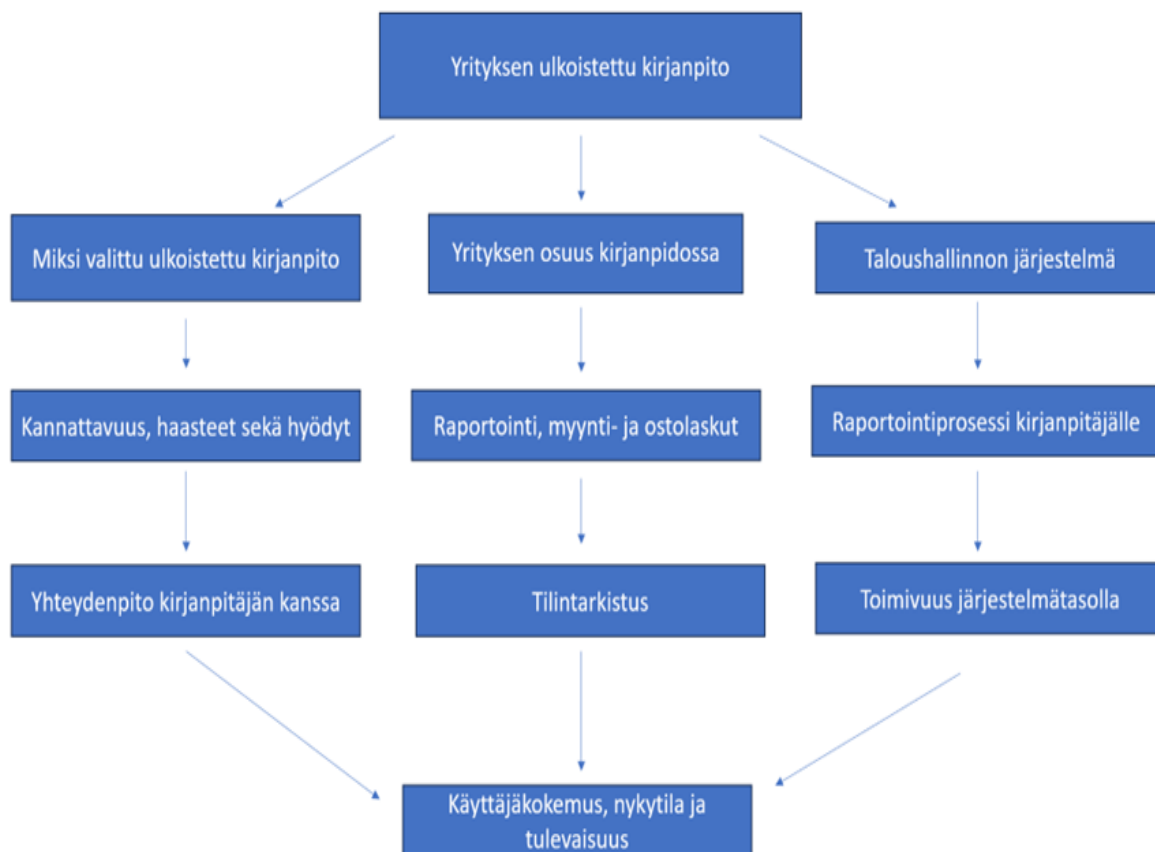 Yrityksen ulkoistettu kirjanpito
Miksi valittu ulkoistettu kirjanpito
Yrityksen osuus kirjanpidossa
Taloushallinnon järjestelmä
Kannattavuus, haasteet sekä hyödyt
Raportointi, myynti- ja ostolaskut
Raportointiprosessi kirjanpitäjälle
Yhteydenpito kirjanpitäjän kanssa
Tilintarkistus
Toimivuus järjestelmätasolla
Käyttäjäkokemus, nykytila ja
tulevaisuus